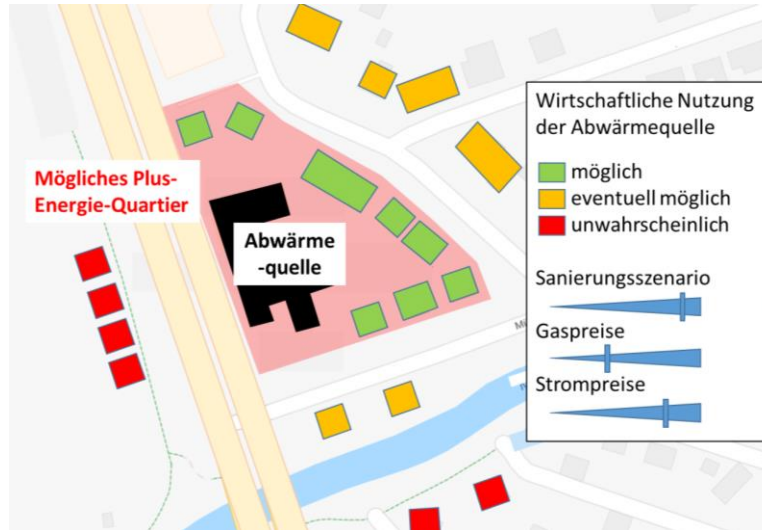 Wirtschaftliche Nutzung
der Abwärmequelle
möglich
eventuell möglich
unwahrscheinlich
Sanierungsszenario
Gaspreise
Strompreise
Mögliches Plus-
Energie-Quartier
Abwärme
-quelle